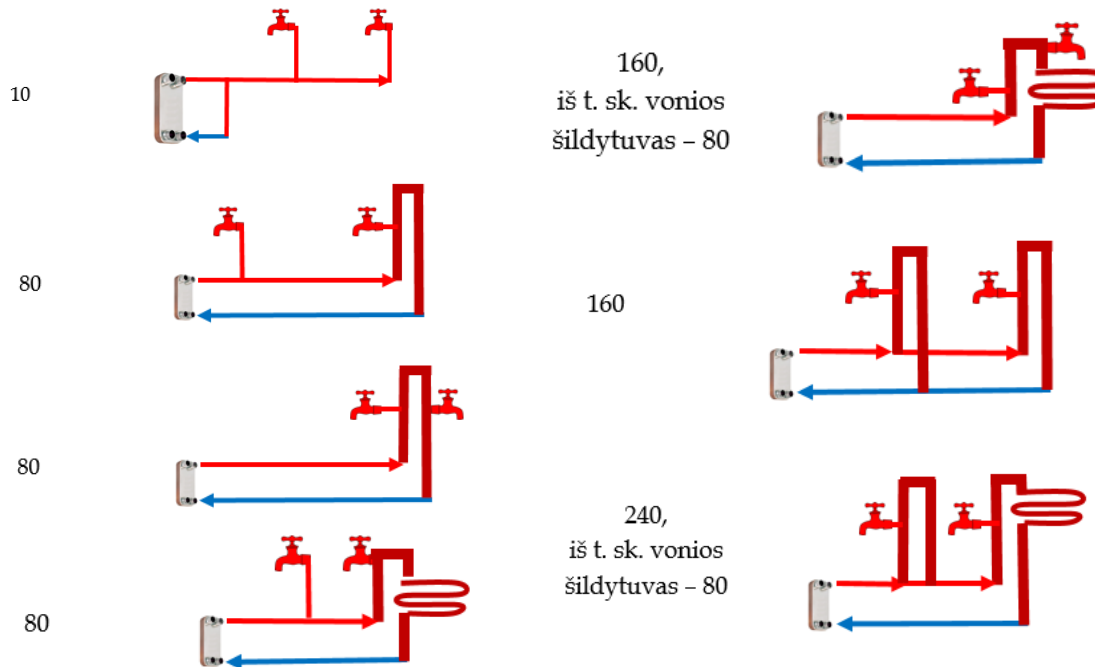 10
80
80
80
160,
iš t. sk. vonios
šildytuvas – 80
160
240,
iš t. sk. vonios
šildytuvas – 80